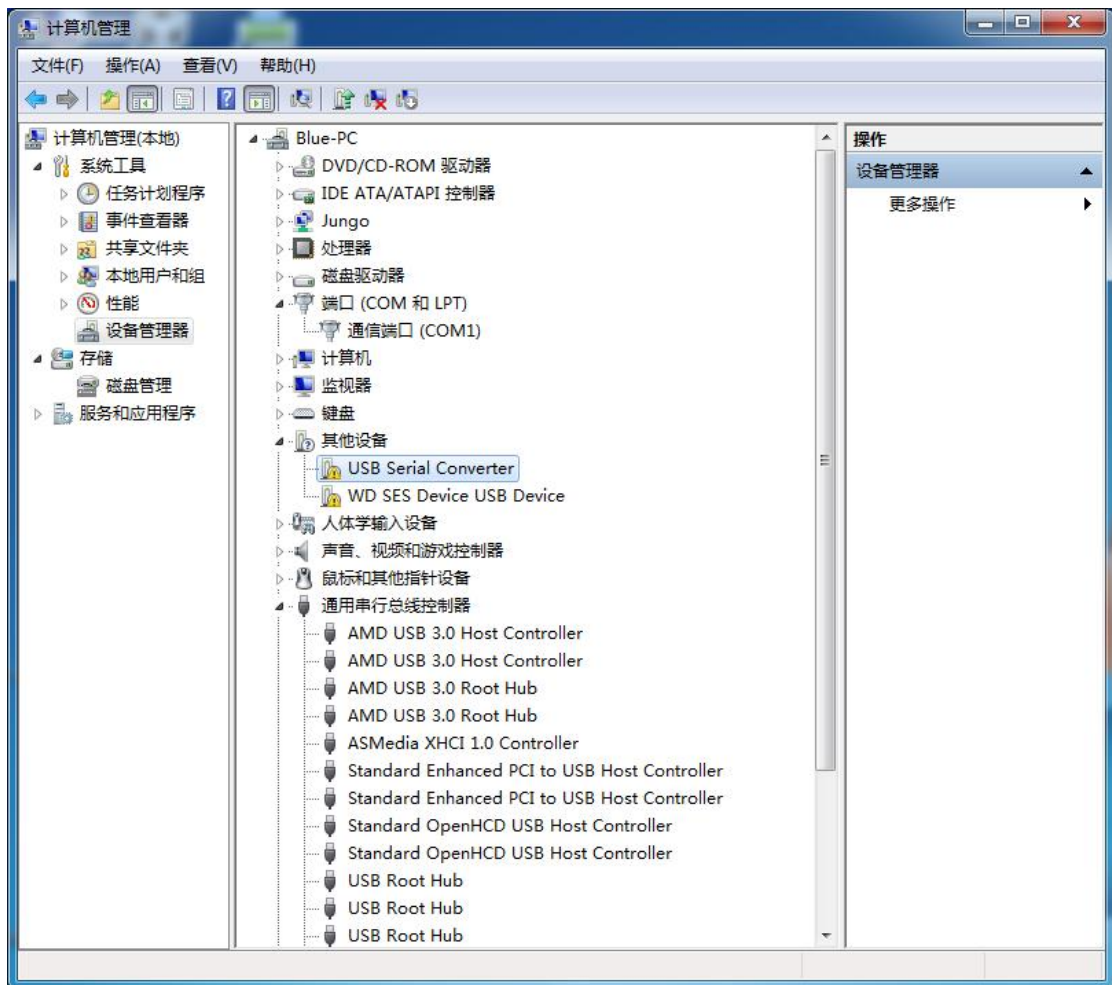 计算机管理
文件(F) 操作(A) 查看(V) 帮助(H)
计算机管理(本地)
系统工具
任务计划程序
事件查看器
共享文件夹
本地用户和组
性能
设备管理器
存储
磁盘管理
服务和应用程序
Blue-PC
DVD/CD-ROM 驱动器
IDE ATA/ATAPI 控制器
Jungo
处理器
磁盘驱动器
端口 (COM 和 LPT)
通信端口 (COM1)
计算机
监视器
键盘
其他设备
USB Serial Converter
WD SES Device USB Device
人体学输入设备
声音、视频和游戏控制器
鼠标和其他指针设备
通用串行总线控制器
AMD USB 3.0 Host Controller
AMD USB 3.0 Host Controller
AMD USB 3.0 Root Hub
AMD USB 3.0 Root Hub
ASMedia XHCI 1.0 Controller
Standard Enhanced PCI to USB Host Controller
Standard Enhanced PCI to USB Host Controller
Standard OpenHCD USB Host Controller
Standard OpenHCD USB Host Controller
USB Root Hub
USB Root Hub
USB Root Hub
操作
设备管理器
更多操作